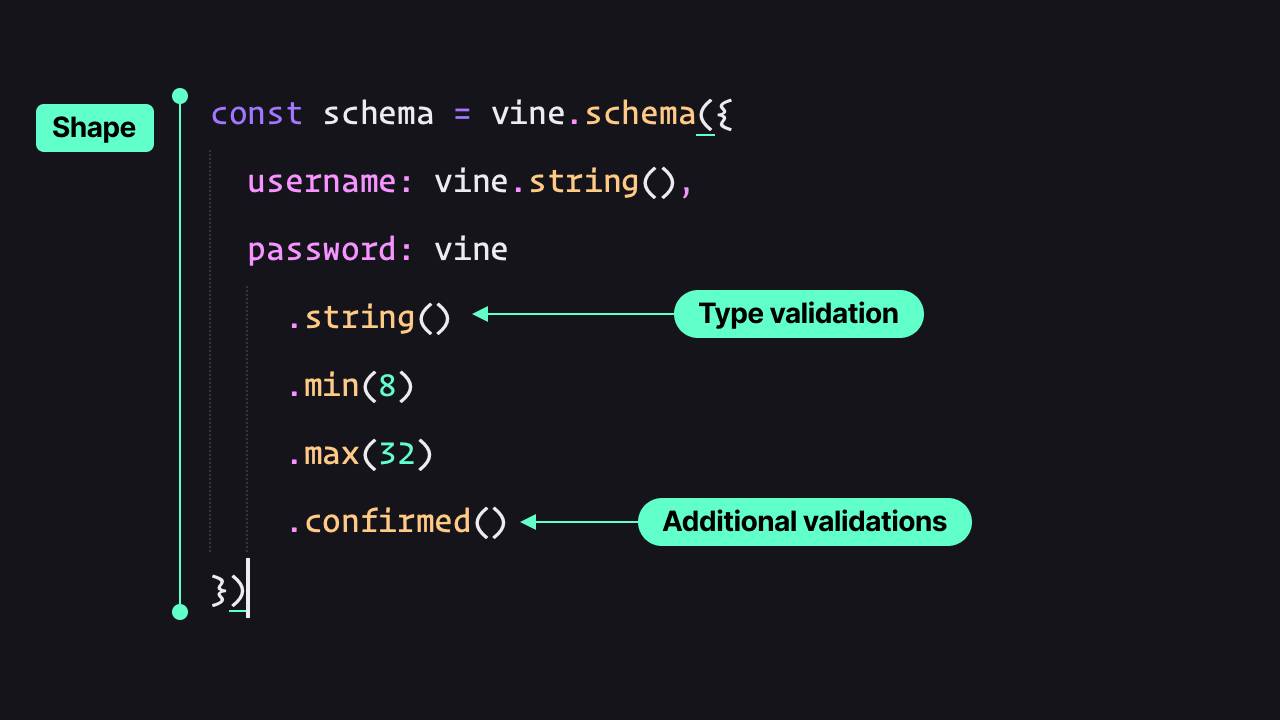 Shape
const schema = vine.schema({
username: vine.string(),
password: vine
.string()
Type validation
.min(8)
.max(32)
.confirmed()
Additional validations
})